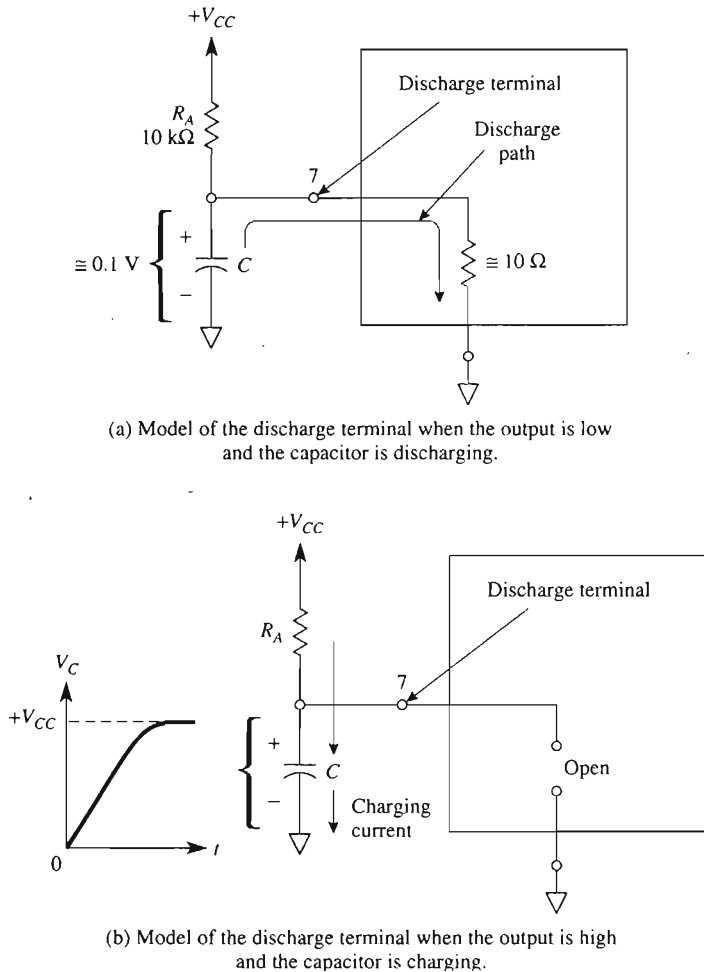 +V_CC
Discharge terminal
Discharge
path
R_A
10 kΩ
7
+
≅ 0.1 V
C
≅ 10 Ω
−
(a) Model of the discharge terminal when the output is low
and the capacitor is discharging.
+V_CC
Discharge terminal
R_A
V_C
7
+V_CC
+
C
Open
−
Charging
current
0
t
(b) Model of the discharge terminal when the output is high
and the capacitor is charging.